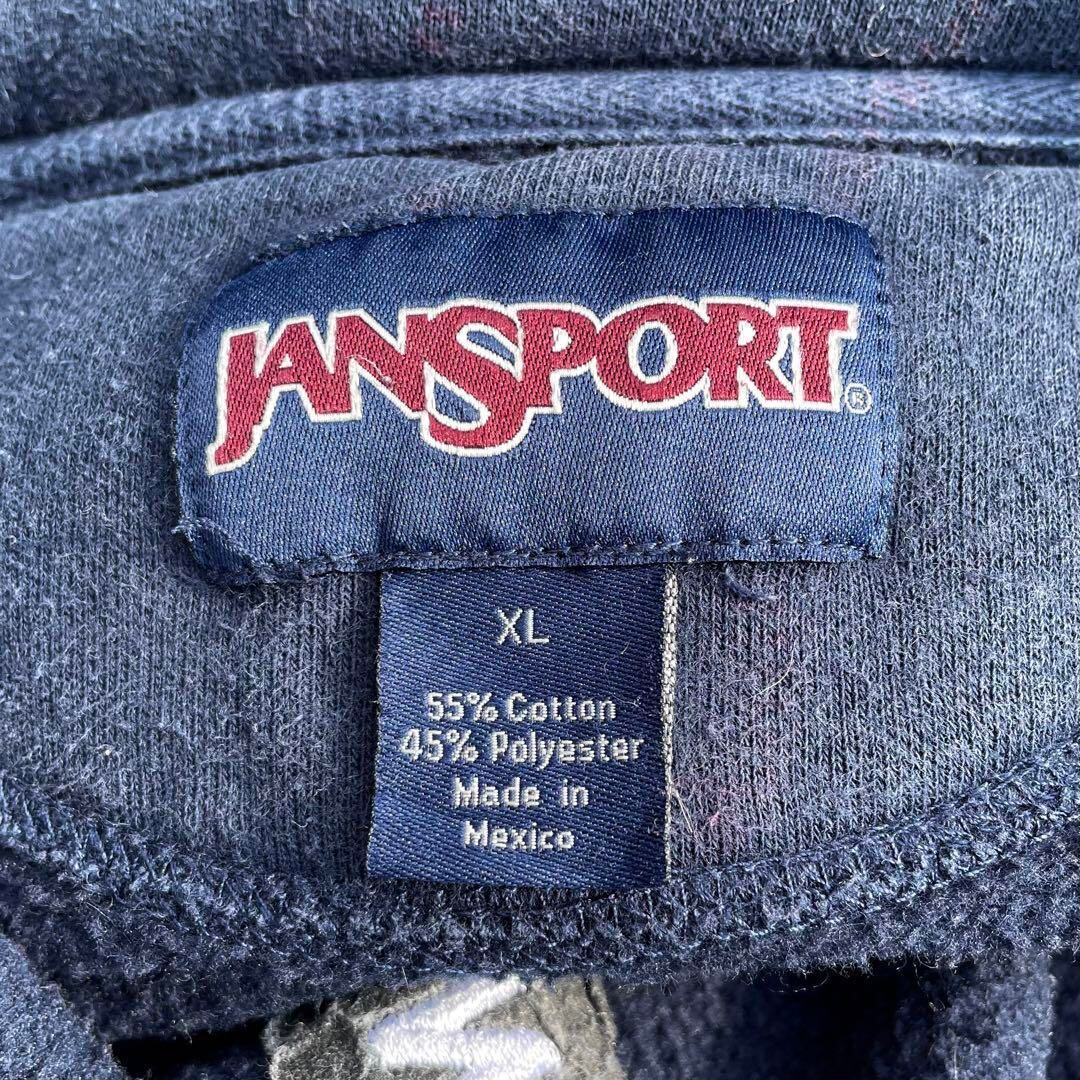 JANSPORT®
XL
55% Cotton
45% Polyester
Made in
Mexico